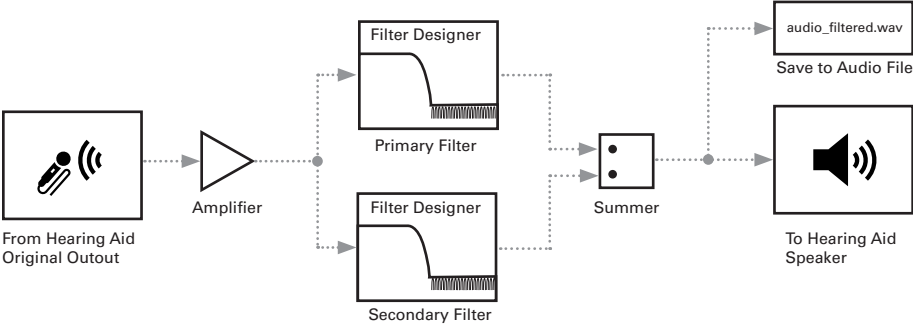 From Hearing Aid
Original Outout
Amplifier
Filter Designer
Primary Filter
Filter Designer
Secondary Filter
Summer
audio_filtered.wav
Save to Audio File
To Hearing Aid
Speaker